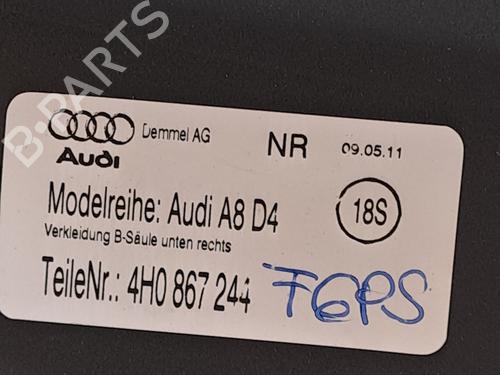 B-PARTS
Demmel AG
NR
09.05.11
Audi
Modelreihe: Audi A8 D4
18S
Verkleidung B-Säule unten rechts
TeileNr.: 4H0 867 244